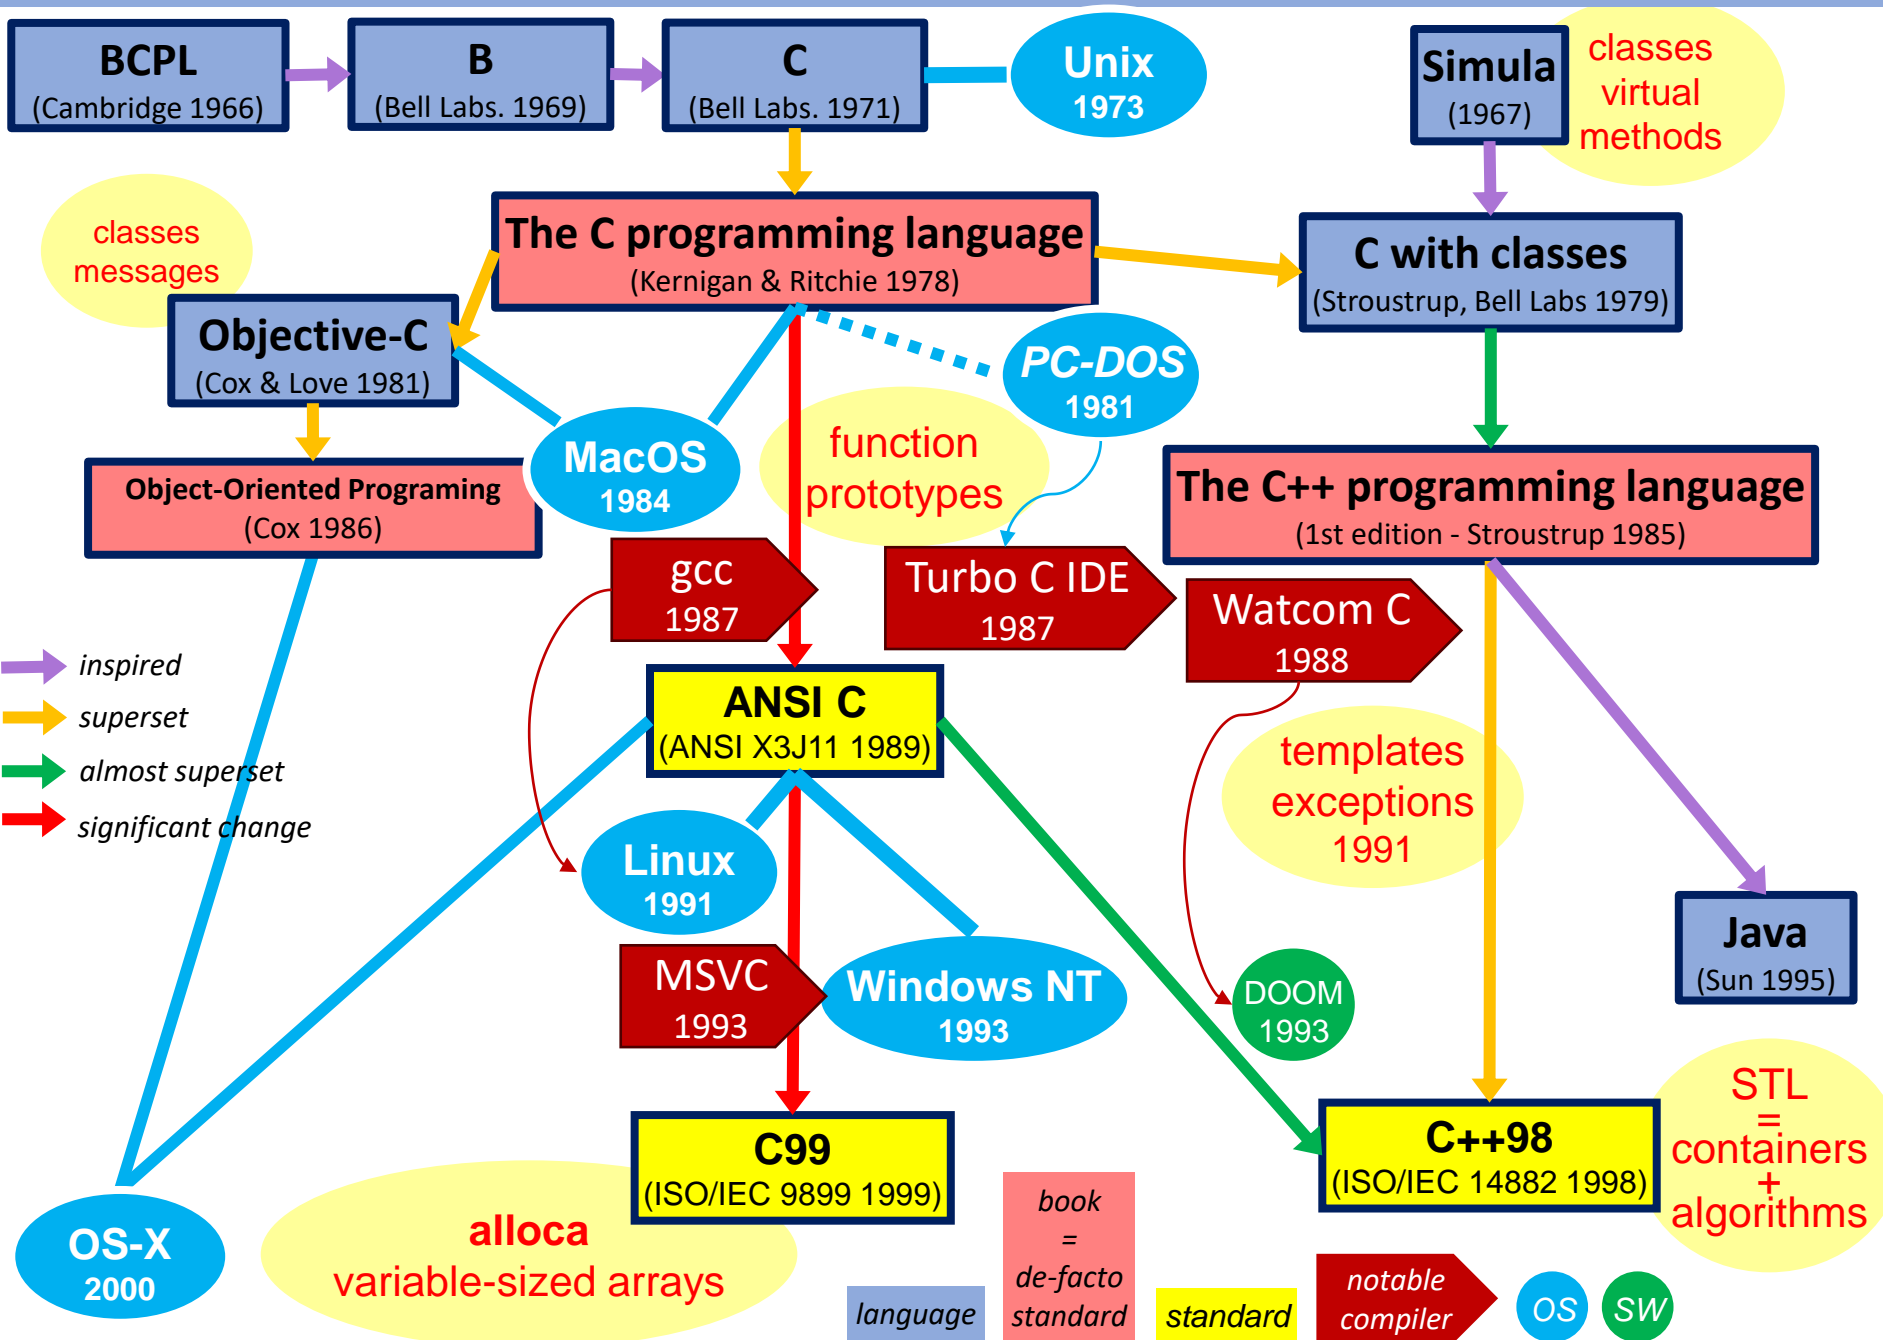 BCPL
(Cambridge 1966)
B
(Bell Labs. 1969)
C
(Bell Labs. 1971)
Unix
1973
Simula
(1967)
classes
virtual
methods
classes
messages
The C programming language
(Kernigan & Ritchie 1978)
C with classes
(Stroustrup, Bell Labs 1979)
Objective-C
(Cox & Love 1981)
PC-DOS
1981
MacOS
1984
function
prototypes
Object-Oriented Programing
(Cox 1986)
The C++ programming language
(1st edition - Stroustrup 1985)
gcc
1987
Turbo C IDE
1987
Watcom C
1988
inspired
superset
almost superset
significant change
ANSI C
(ANSI X3J11 1989)
templates
exceptions
1991
Linux
1991
Java
(Sun 1995)
MSVC
1993
Windows NT
1993
DOOM
1993
C99
(ISO/IEC 9899 1999)
C++98
(ISO/IEC 14882 1998)
STL
=
containers
+
algorithms
OS-X
2000
alloca
variable-sized arrays
language
book
=
de-facto
standard
standard
notable
compiler
OS
SW